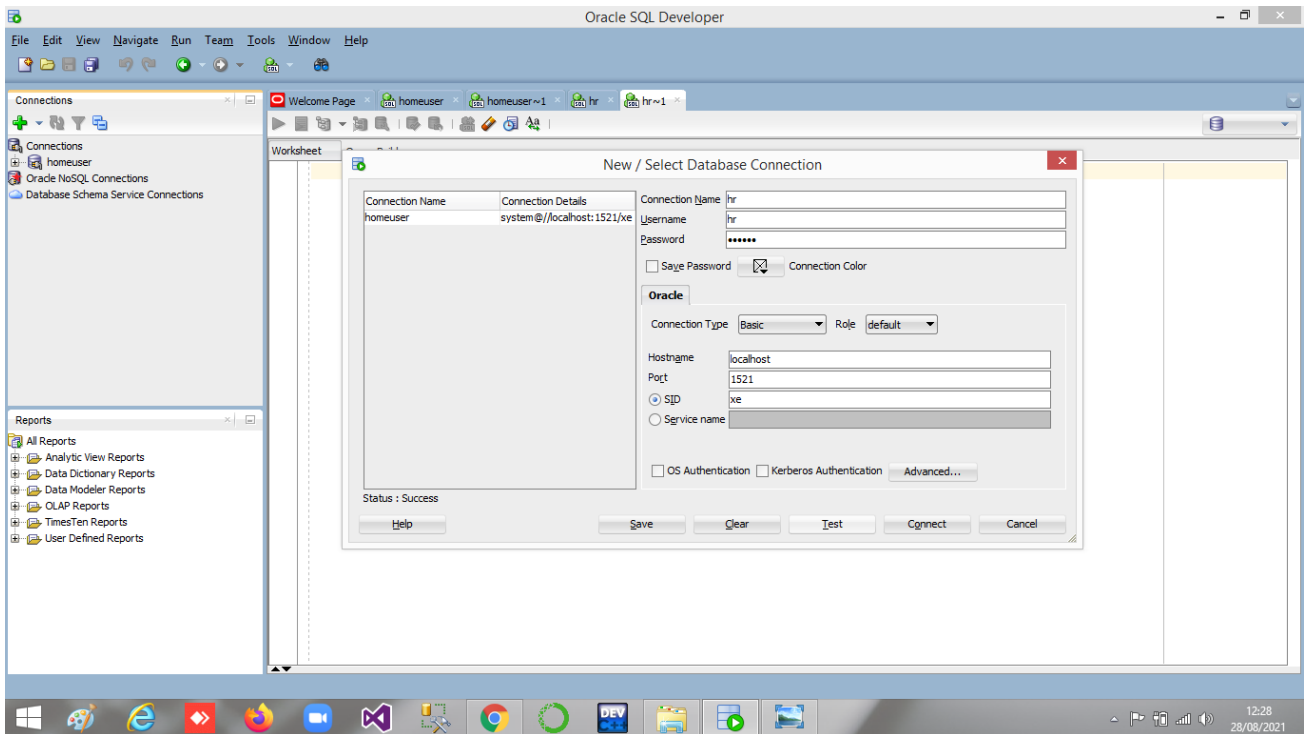 Oracle SQL Developer
File Edit View Navigate Run Team Tools Window Help
Connections
Connections
homeuser
Oracle NoSQL Connections
Database Schema Service Connections
Reports
All Reports
Analytic View Reports
Data Dictionary Reports
Data Modeler Reports
OLAP Reports
TimesTen Reports
User Defined Reports
Welcome Page homeuser homeuser~1 hr hr~1
Worksheet
New / Select Database Connection
Connection Name Connection Details
homeuser system@//localhost:1521/xe
Connection Name hr
Username hr
Password ••••••
Save Password Connection Color
Oracle
Connection Type Basic Role default
Hostname localhost
Port 1521
SID xe
Service name
OS Authentication Kerberos Authentication Advanced...
Status : Success
Help Save Clear Test Connect Cancel
DEV C++
12:28
28/08/2021